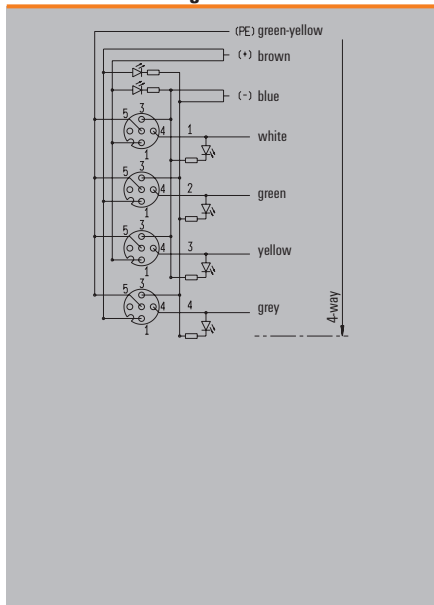 (PE) green-yellow
(+) brown
(-) blue
5 3 4 1
1 white
5 3 4 1
2 green
5 3 4 1
3 yellow
5 3 4 1
4 grey
4-way